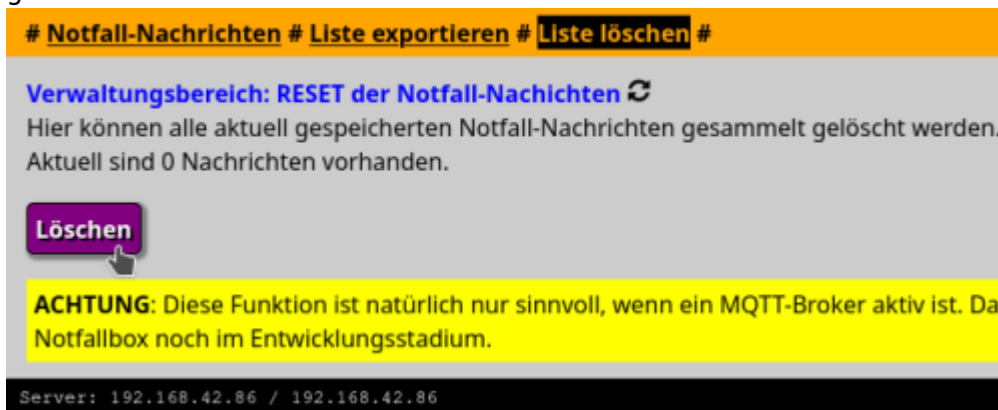 # Notfall-Nachrichten # Liste exportieren # Liste löschen #
Verwaltungsbereich: RESET der Notfall-Nachichten
Hier können alle aktuell gespeicherten Notfall-Nachrichten gesammelt gelöscht werden.
Aktuell sind 0 Nachrichten vorhanden.
Löschen
ACHTUNG: Diese Funktion ist natürlich nur sinnvoll, wenn ein MQTT-Broker aktiv ist. Da
Notfallbox noch im Entwicklungsstadium.
Server: 192.168.42.86 / 192.168.42.86